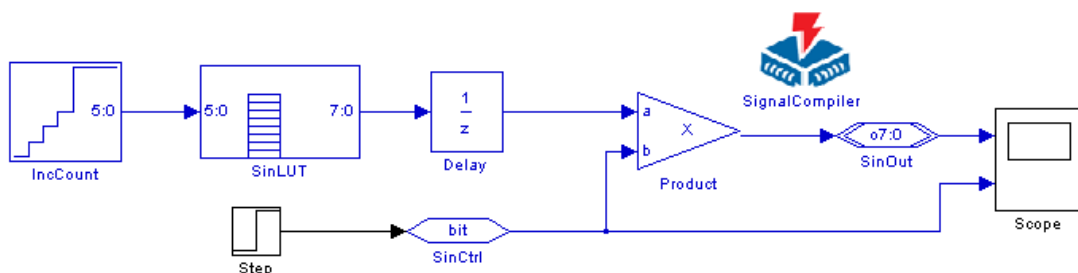 SignalCompiler
5:0
IncCount
5:0 7:0
SinLUT
1
z
Delay
a
x
b
Product
o7:0
SinOut
Scope
Step
bit
SinCtrl